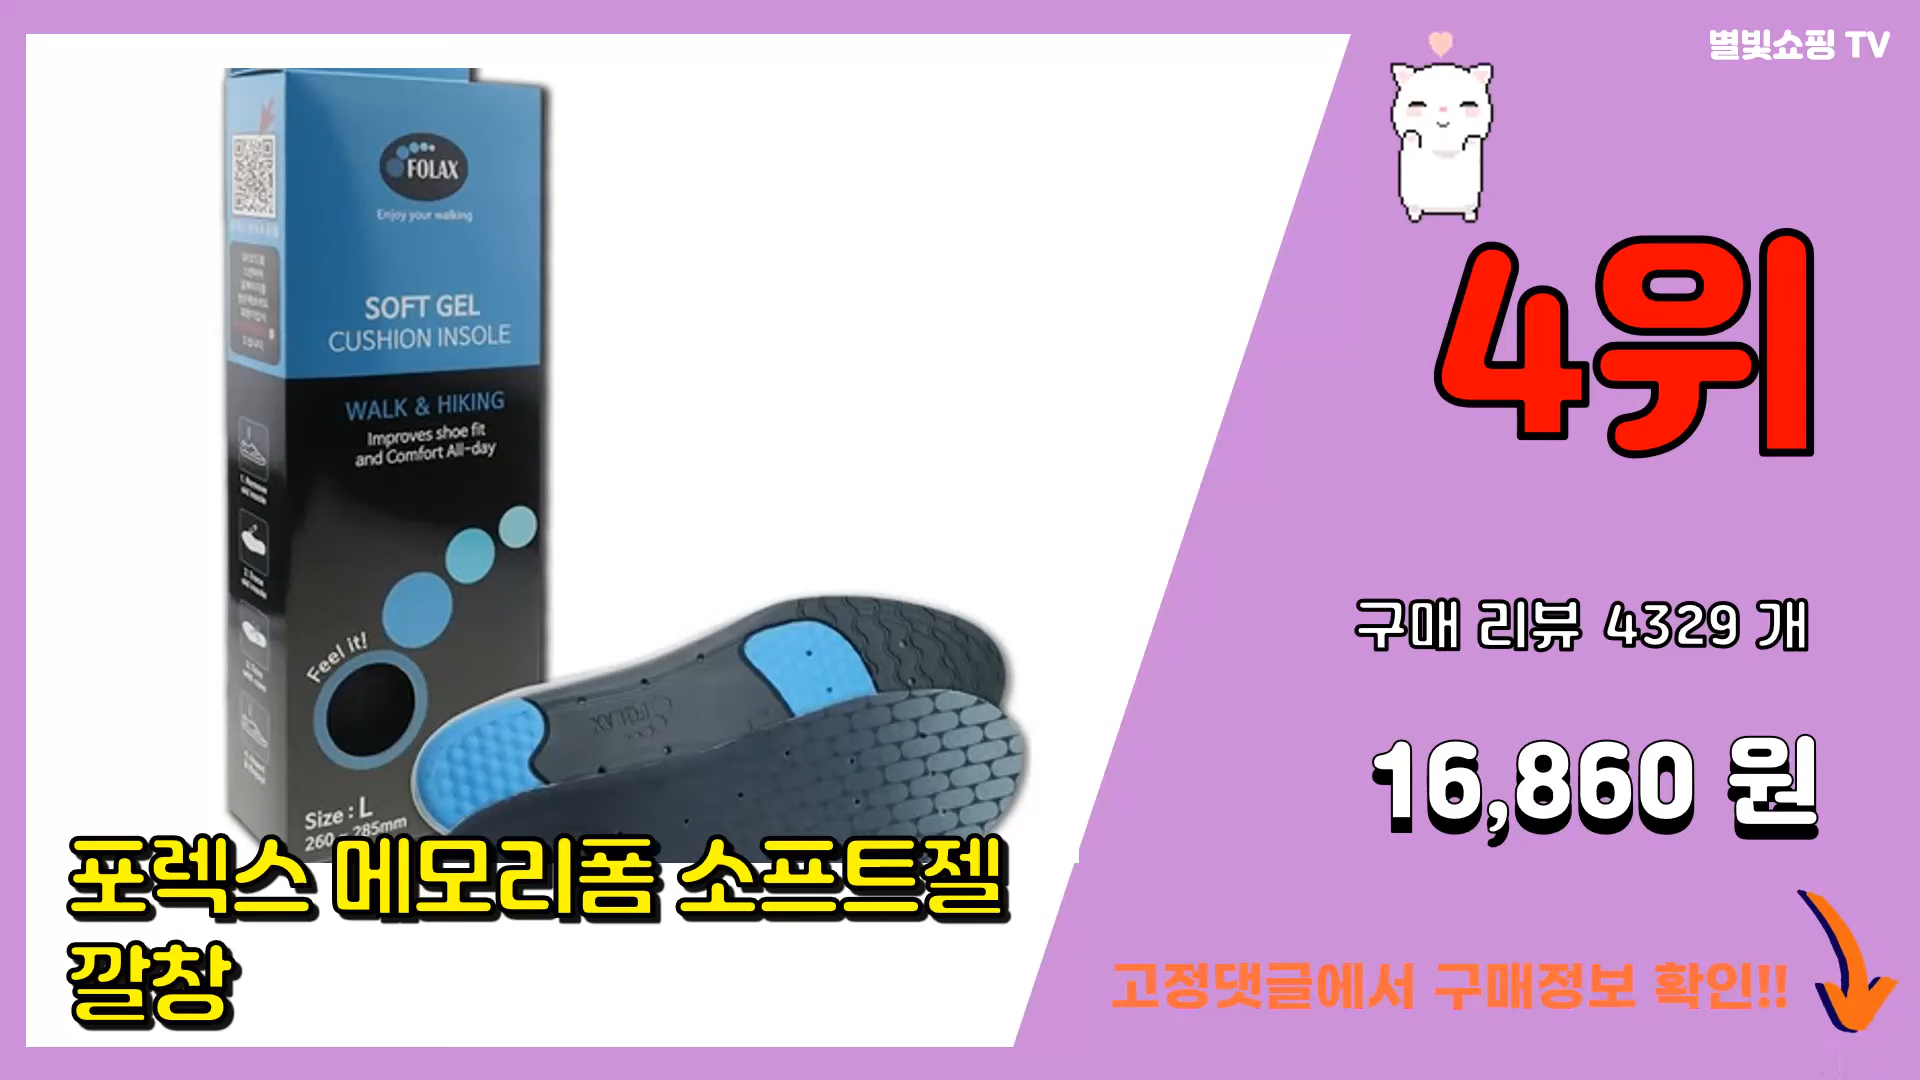 별빛쇼핑 TV
4위
구매 리뷰 4329 개
16,860 원
고정댓글에서 구매정보 확인!!
포렉스 메모리폼 소프트젤
깔창
FOLAX
Enjoy your walking
SOFT GEL
CUSHION INSOLE
WALK & HIKING
Improves shoe fit
and Comfort All-day
Feel it!
Size : L
260 - 285mm
FOLAX